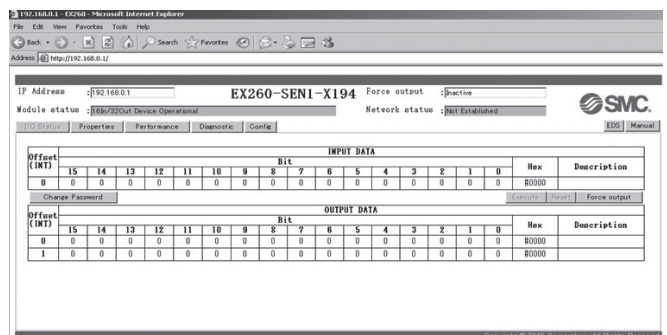 192.168.0.1 - EX260 - Microsoft Internet Explorer
File Edit View Favorites Tools Help
Back Search Favorites
Address http://192.168.0.1/
IP Address :192.168.0.1 EX260-SEN1-X194 Force output :Inactive
Module status :16In/32Out Device Operational Network status :Not Established
SMC.
I/O Status Properties Performance Diagnostic Config EDS Manual
INPUT DATA
Offset (INT) Bit Hex Description
15 14 13 12 11 10 9 8 7 6 5 4 3 2 1 0
0 0 0 0 0 0 0 0 0 0 0 0 0 0 0 0 0 #0000
Change Password Execute Reset Force output
OUTPUT DATA
Offset (INT) Bit Hex Description
15 14 13 12 11 10 9 8 7 6 5 4 3 2 1 0
0 0 0 0 0 0 0 0 0 0 0 0 0 0 0 0 0 #0000
1 0 0 0 0 0 0 0 0 0 0 0 0 0 0 0 0 #0000